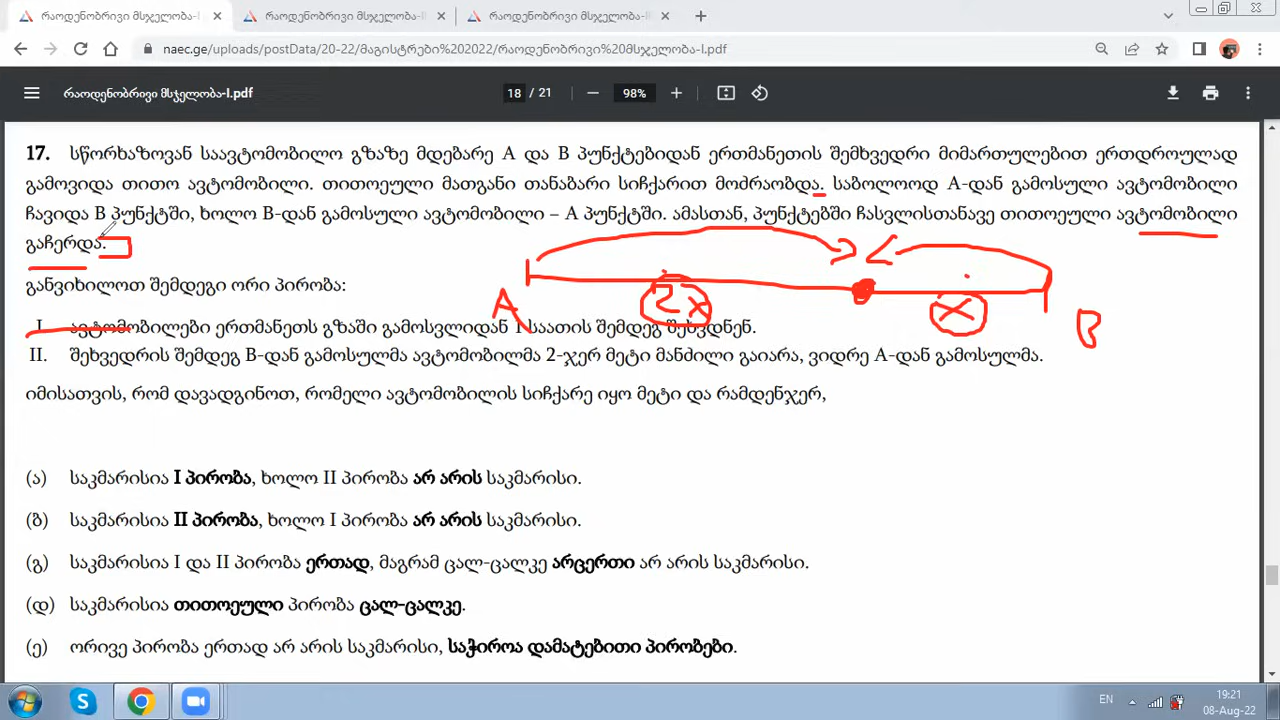 რაოდენობრივი მსჯელობა-I
რაოდენობრივი მსჯელობა-I
რაოდენობრივი მსჯელობა-II
naec.ge/uploads/postData/20-22/მაგისტრები%202022/რაოდენობრივი%20მსჯელობა-I.pdf
რაოდენობრივი მსჯელობა-I.pdf
18 / 21
98%
17. სწორხაზოვან საავტომობილო გზაზე მდებარე A და B პუნქტებიდან ერთმანეთის შემხვედრი მიმართულებით ერთდროულად
გამოვიდა თითო ავტომობილი. თითოეული მათგანი თანაბარი სიჩქარით მოძრაობდა. საბოლოოდ A-დან გამოსული ავტომობილი
ჩავიდა B პუნქტში, ხოლო B-დან გამოსული ავტომობილი – A პუნქტში. ამასთან, პუნქტებში ჩასვლისთანავე თითოეული ავტომობილი
გაჩერდა.
განვიხილოთ შემდეგი ორი პირობა:
A
2x
x
B
I. ავტომობილები ერთმანეთს გზაში გამოსვლიდან 1 საათის შემდეგ შეხვდნენ.
II. შეხვედრის შემდეგ B-დან გამოსულმა ავტომობილმა 2-ჯერ მეტი მანძილი გაიარა, ვიდრე A-დან გამოსულმა.
იმისათვის, რომ დავადგინოთ, რომელი ავტომობილის სიჩქარე იყო მეტი და რამდენჯერ,
(ა) საკმარისია I პირობა, ხოლო II პირობა არ არის საკმარისი.
(ბ) საკმარისია II პირობა, ხოლო I პირობა არ არის საკმარისი.
(გ) საკმარისია I და II პირობა ერთად, მაგრამ ცალ-ცალკე არცერთი არ არის საკმარისი.
(დ) საკმარისია თითოეული პირობა ცალ-ცალკე.
(ე) ორივე პირობა ერთად არ არის საკმარისი, საჭიროა დამატებითი პირობები.
EN
19:21
08-Aug-22